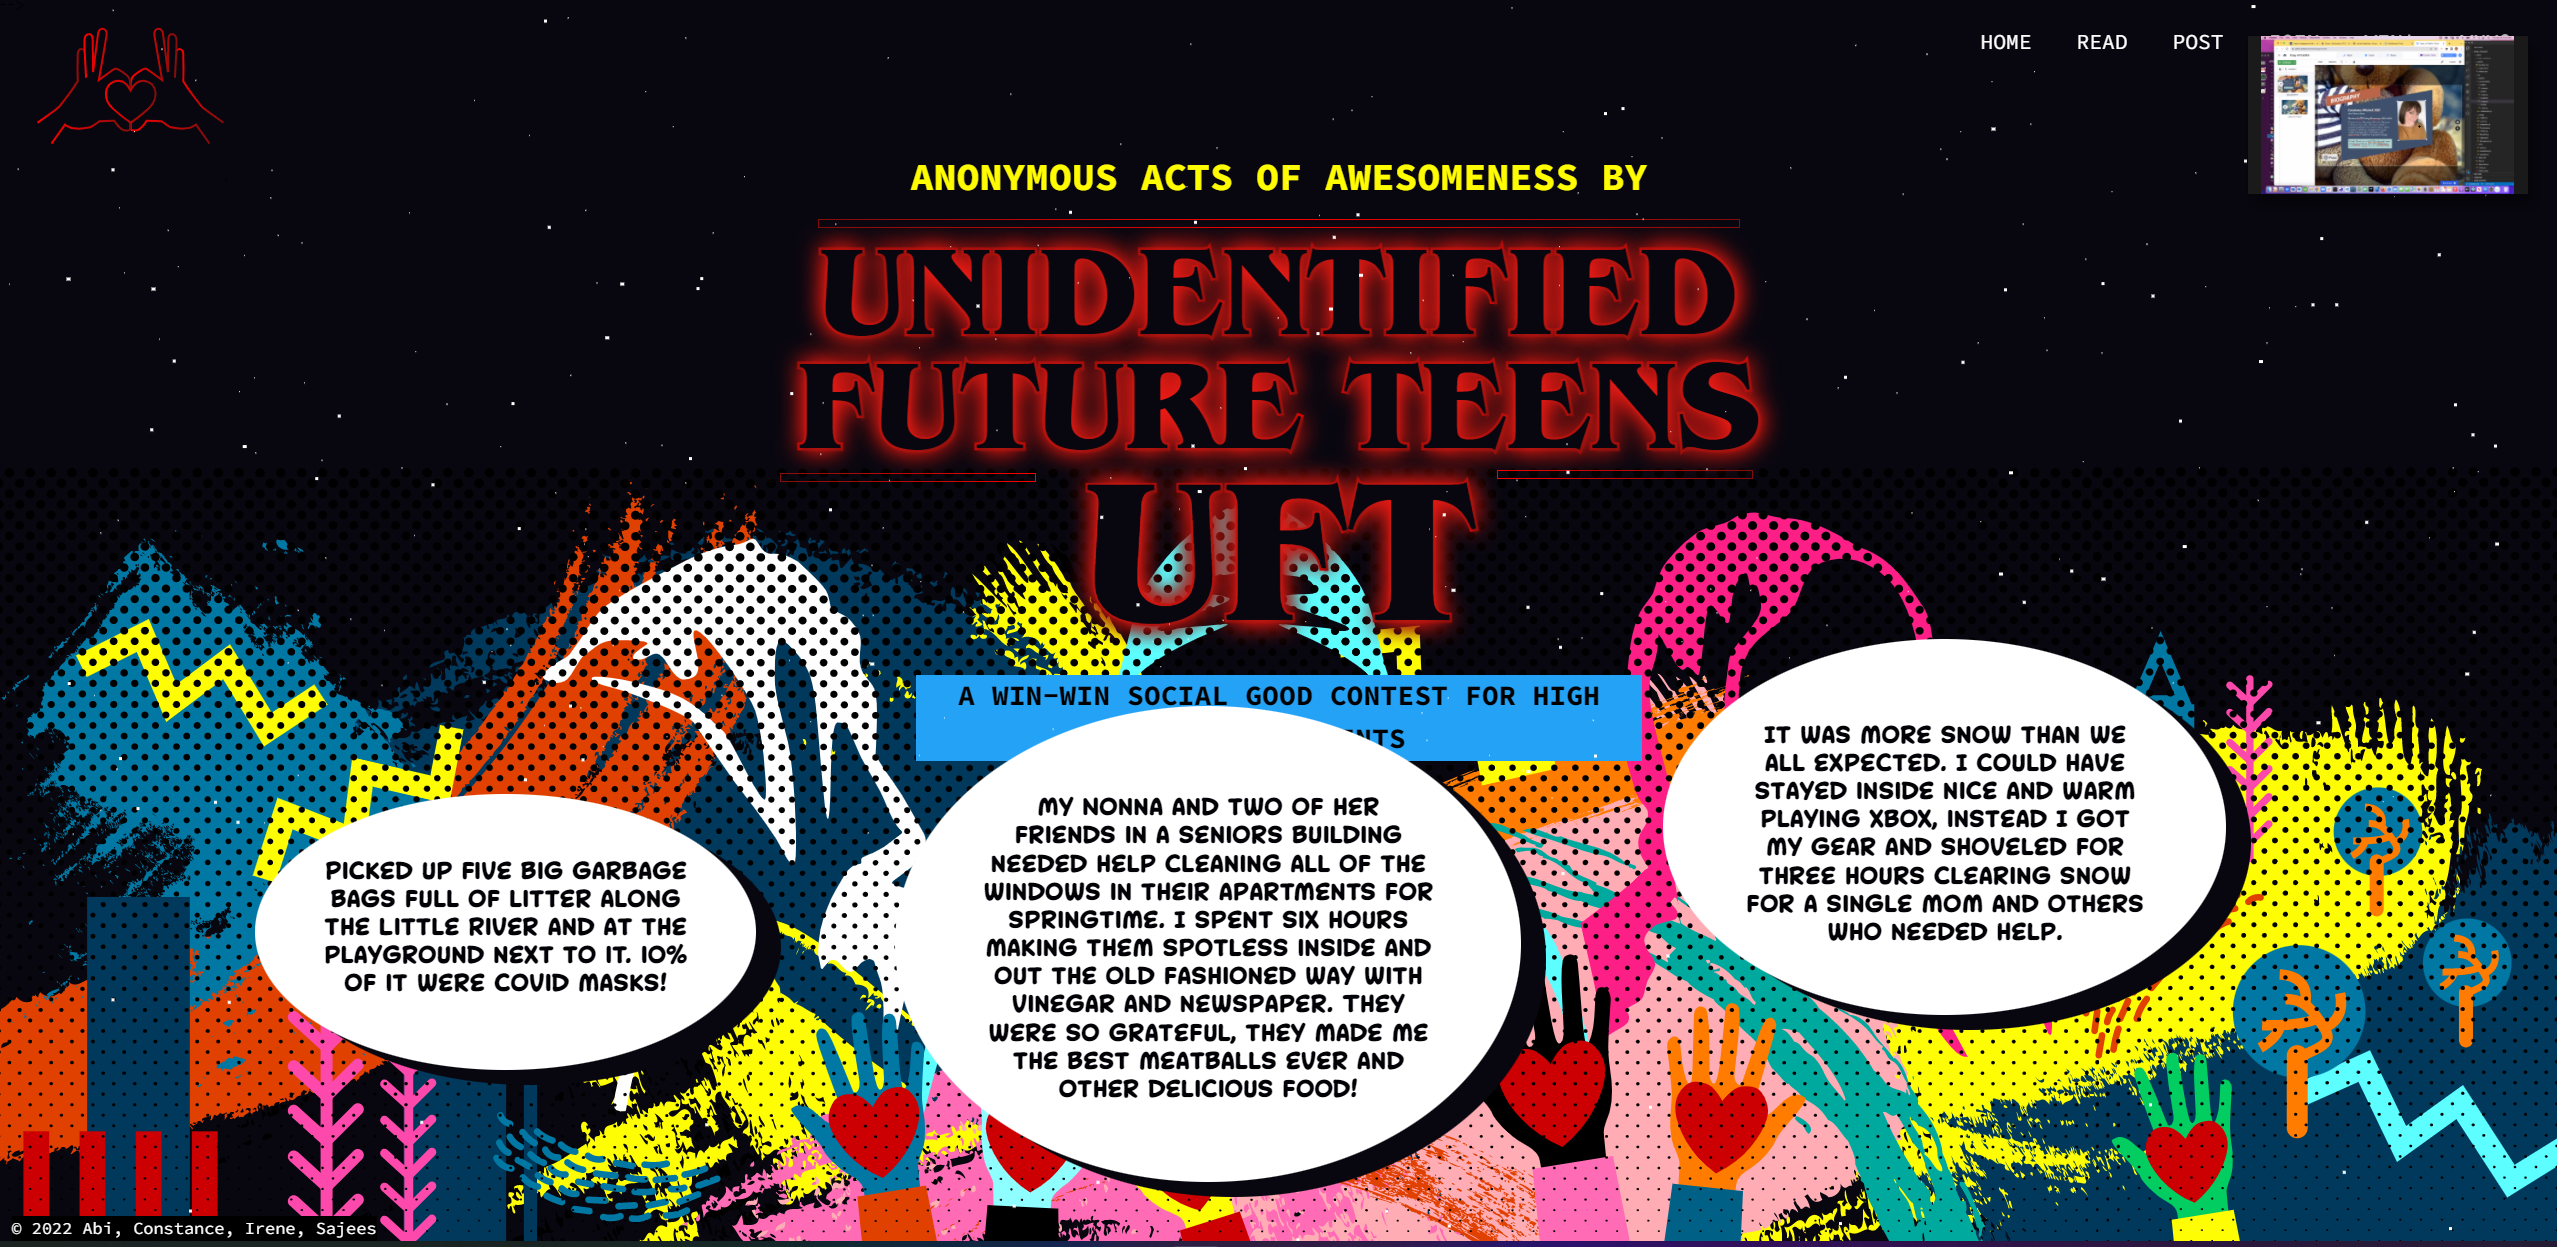 HOME READ POST
ANONYMOUS ACTS OF AWESOMENESS BY
UNIDENTIFIED
FUTURE TEENS
UFT
A WIN-WIN SOCIAL GOOD CONTEST FOR HIGH
PICKED UP FIVE BIG GARBAGE
BAGS FULL OF LITTER ALONG
THE LITTLE RIVER AND AT THE
PLAYGROUND NEXT TO IT. 10%
OF IT WERE COVID MASKS!
MY NONNA AND TWO OF HER
FRIENDS IN A SENIORS BUILDING
NEEDED HELP CLEANING ALL OF THE
WINDOWS IN THEIR APARTMENTS FOR
SPRINGTIME. I SPENT SIX HOURS
MAKING THEM SPOTLESS INSIDE AND
OUT THE OLD FASHIONED WAY WITH
VINEGAR AND NEWSPAPER. THEY
WERE SO GRATEFUL, THEY MADE ME
THE BEST MEATBALLS EVER AND
OTHER DELICIOUS FOOD!
IT WAS MORE SNOW THAN WE
ALL EXPECTED. I COULD HAVE
STAYED INSIDE NICE AND WARM
PLAYING XBOX, INSTEAD I GOT
MY GEAR AND SHOVELED FOR
THREE HOURS CLEARING SNOW
FOR A SINGLE MOM AND OTHERS
WHO NEEDED HELP.
© 2022 Abi, Constance, Irene, Sajees